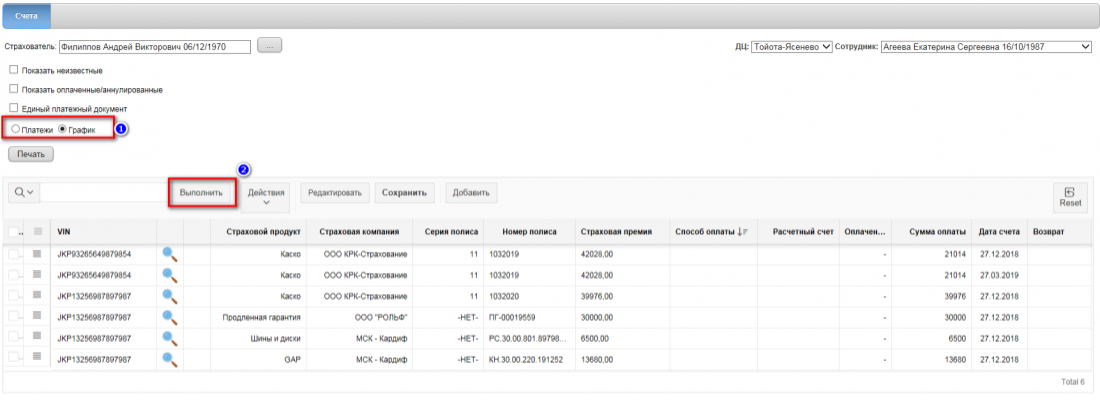 Счета
Страхователь: Филиппов Андрей Викторович 06/12/1970 ... ДЦ: Тойота-Ясенево Сотрудник: Агеева Екатерина Сергеевна 16/10/1987
Показать неизвестные
Показать оплаченные/аннулированные
Единый платежный документ
Платежи График 1
Печать
2
Выполнить Действия Редактировать Сохранить Добавить Reset
VIN Страховой продукт Страховая компания Серия полиса Номер полиса Страховая премия Способ оплаты Расчетный счет Оплачен... Сумма оплаты Дата счета Возврат
JKP93265649879854 Каско ООО КРК-Страхование 11 1032019 42028,00 - 21014 27.12.2018
JKP93265649879854 Каско ООО КРК-Страхование 11 1032019 42028,00 - 21014 27.03.2019
JKP13256987897987 Каско ООО КРК-Страхование 11 1032020 39976,00 - 39976 27.12.2018
JKP13256987897987 Продленная гарантия ООО "РОЛЬФ" -НЕТ- ПГ-00019559 30000,00 - 30000 27.12.2018
JKP13256987897987 Шины и диски МСК - Кардиф -НЕТ- РС.30.00.801.89798... 6500,00 - 6500 27.12.2018
JKP13256987897987 GAP МСК - Кардиф -НЕТ- КН.30.00.220.191252 13680,00 - 13680 27.12.2018
Total 6